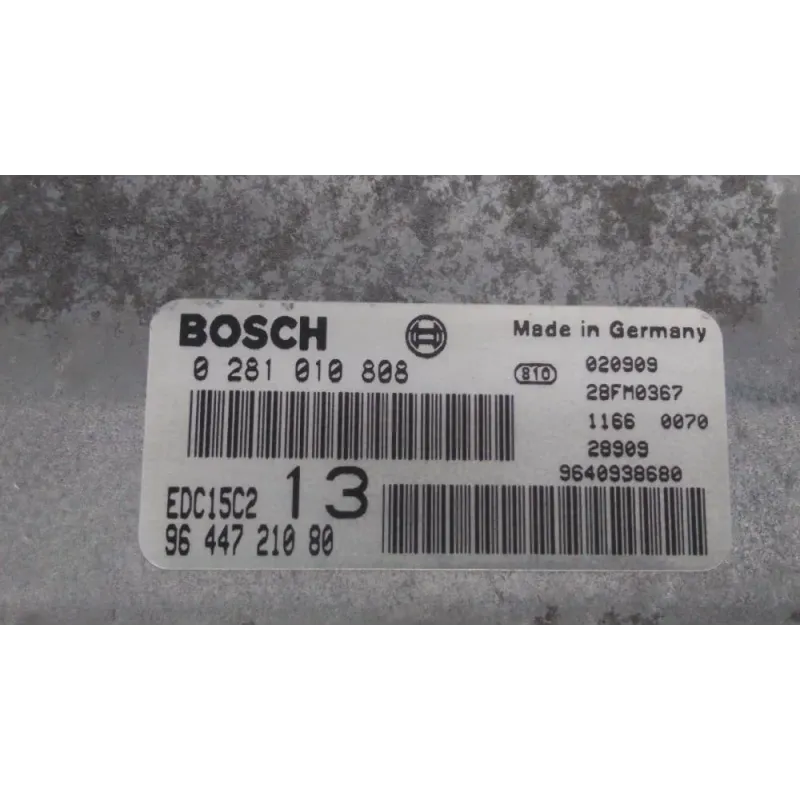 BOSCH
Made in Germany
0 281 010 808
810
020909
28FM0367
1166 0070
28909
9640938680
EDC15C2
13
96 447 210 80